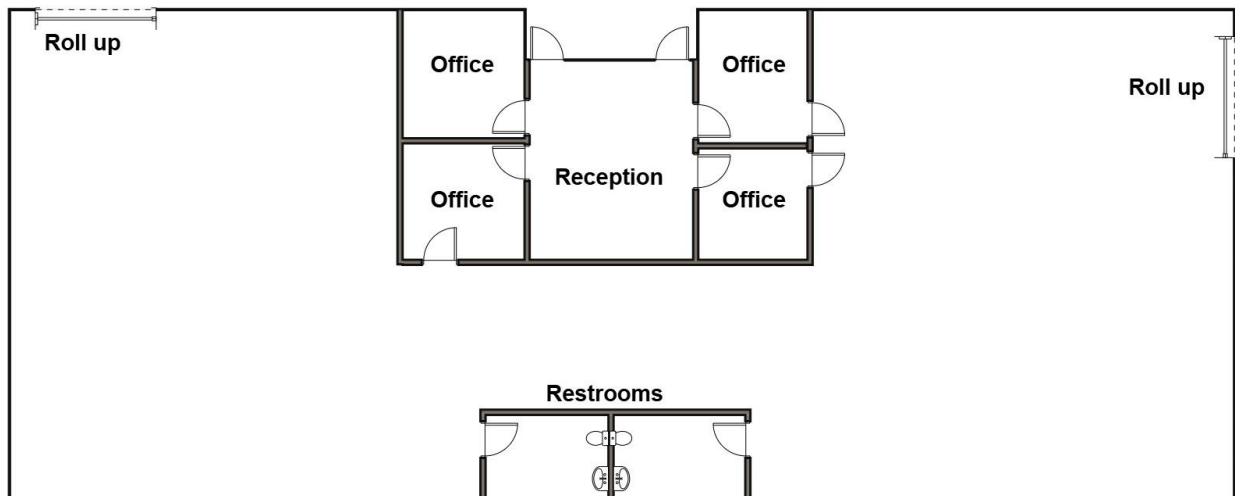 Roll up
Office
Office
Roll up
Office
Reception
Office
Restrooms